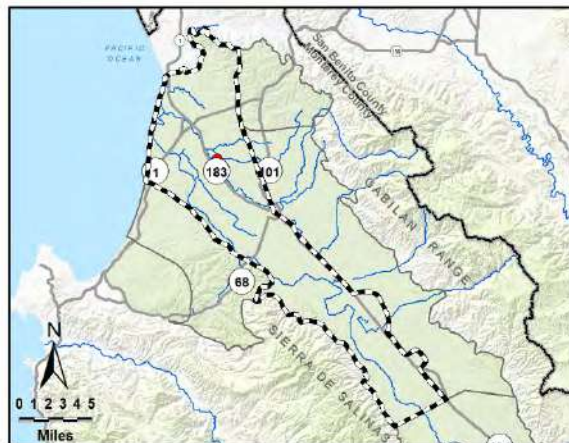 PACIFIC
OCEAN
1
San Benito County
Monterey County
1
183
101
GABILAN RANGE
68
SIERRA DE SALINAS
N
0 1 2 3 4 5
Miles